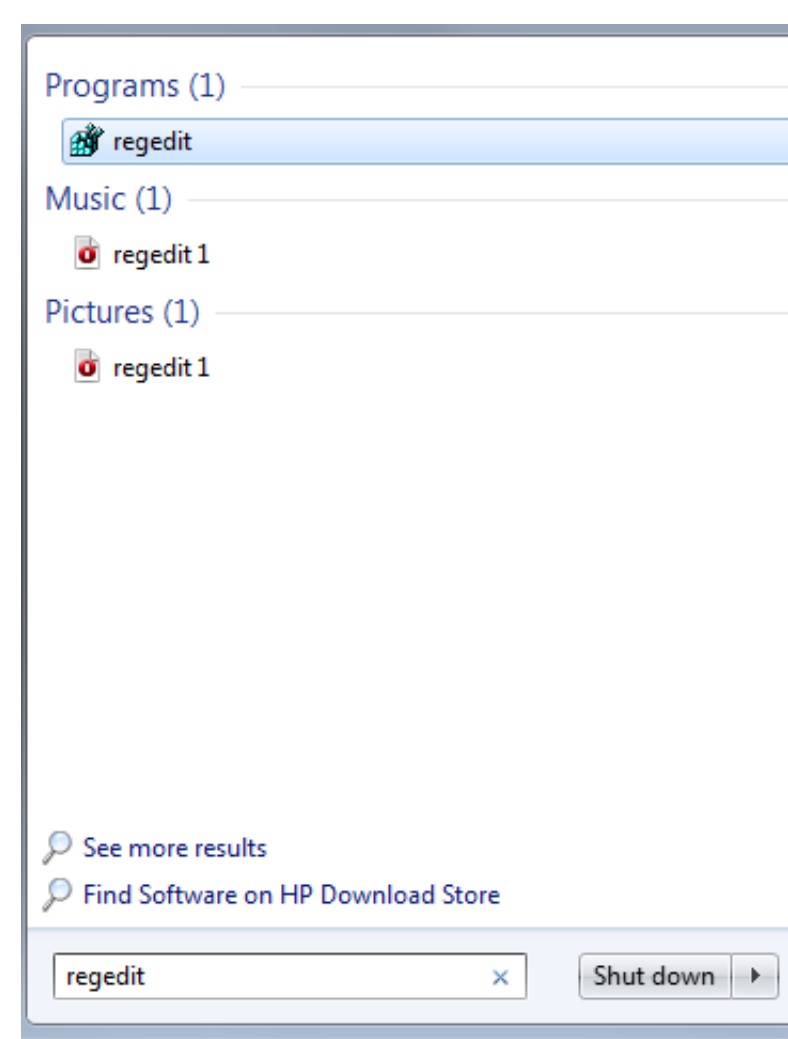 Programs (1)
regedit
Music (1)
regedit 1
Pictures (1)
regedit 1
See more results
Find Software on HP Download Store
regedit × Shut down